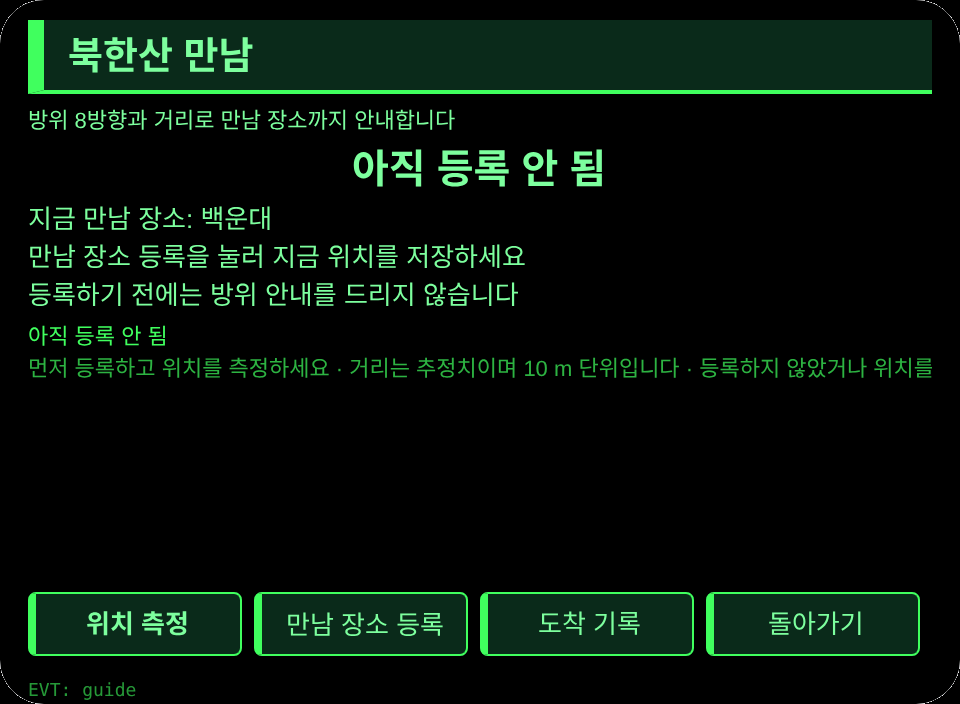 북한산 만남
방위 8방향과 거리로 만남 장소까지 안내합니다
아직 등록 안 됨
지금 만남 장소: 백운대
만남 장소 등록을 눌러 지금 위치를 저장하세요
등록하기 전에는 방위 안내를 드리지 않습니다
아직 등록 안 됨
먼저 등록하고 위치를 측정하세요 · 거리는 추정치이며 10 m 단위입니다 · 등록하지 않았거나 위치를
위치 측정
만남 장소 등록
도착 기록
돌아가기
EVT: guide